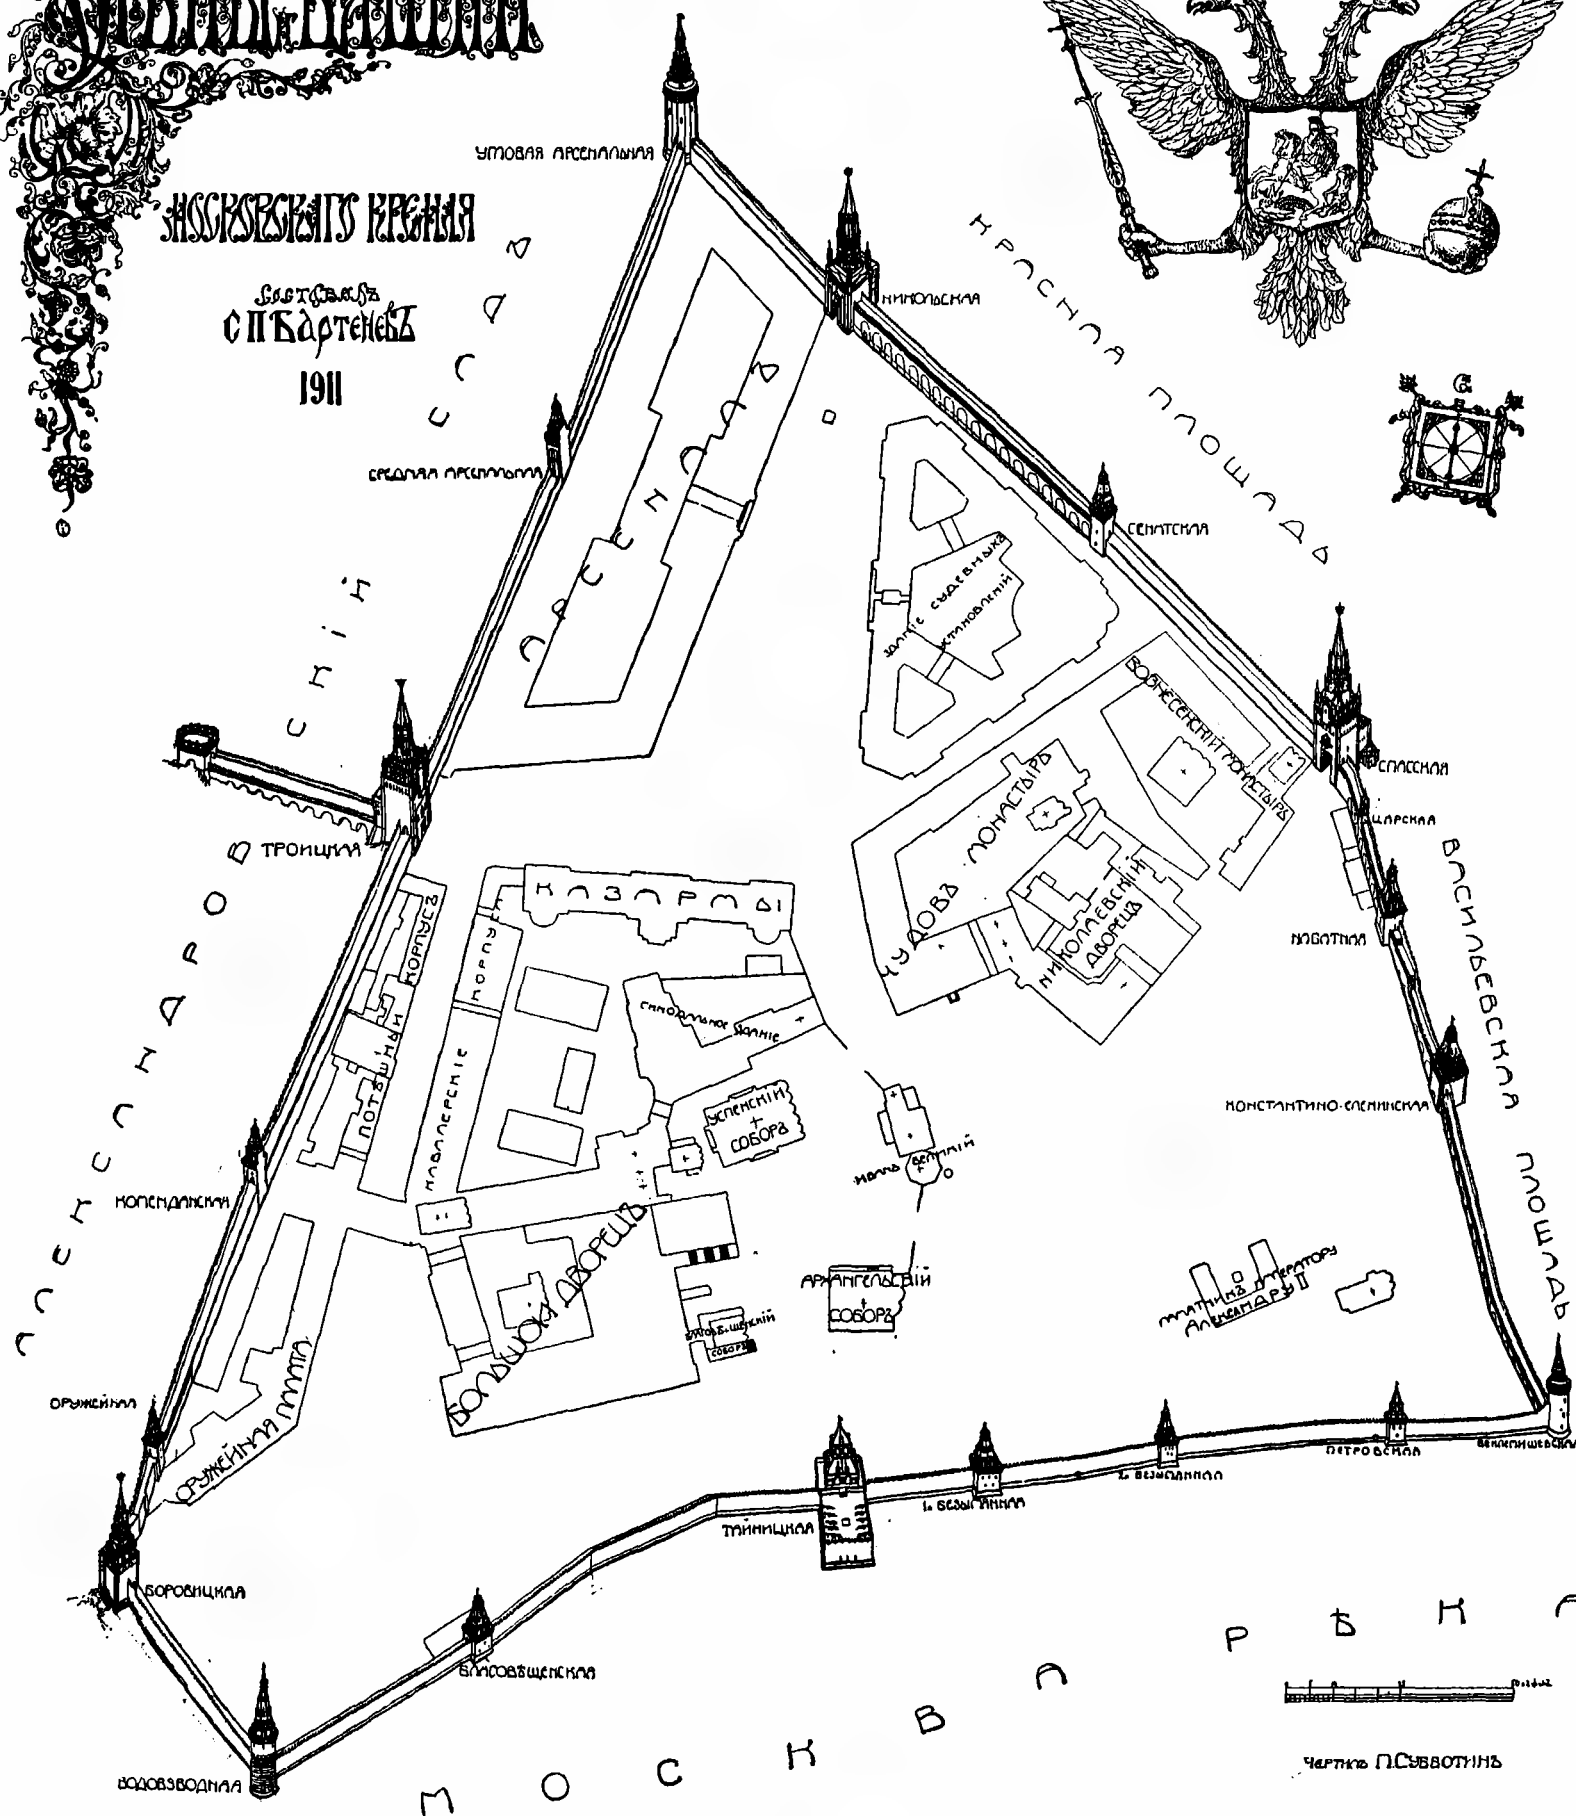 МОСКОВСКАГО КРЕМЛЯ
СОСТАВИЛЪ
С П БАРТЕНЕВЪ
1911
УГЛОВАЯ АРСЕНАЛЬНАЯ
НИКОЛЬСКАЯ
КРАСНАЯ ПЛОЩАДЬ
СРЕДНЯЯ АРСЕНАЛЬНАЯ
АРСЕНАЛЪ
СЕНАТСКАЯ
ЗДАНІЕ СУДЕБНЫХЪ
УСТАНОВЛЕНІЙ
АЛЕКСАНДРОВСКІЙ САДЪ
ВОЗНЕСЕНСКІЙ МОНАСТЫРЬ
СПАССКАЯ
ЦАРСКАЯ
ТРОИЦКАЯ
ЧУДОВЪ МОНАСТЫРЬ
НИКОЛАЕВСКІЙ
ДВОРЕЦЪ
НАБАТНАЯ
ВАСИЛЬЕВСКАЯ ПЛОЩАДЬ
КАЗАРМЫ
ПОТѢШНЫЙ КОРПУСЪ
КАВАЛЕРСКІЕ КОРПУСА
СИНОДАЛЬНОЕ ЗДАНІЕ
КОНСТАНТИНО-ЕЛЕНИНСКАЯ
УСПЕНСКІЙ
СОБОРЪ
ИВАНЪ ВЕЛИКІЙ
КОМЕНДАНСКАЯ
БОЛЬШОЙ ДВОРЕЦЪ
АРХАНГЕЛЬСКІЙ
СОБОРЪ
БЛАГОВѢЩЕНСКІЙ
СОБОРЪ
ПАМЯТНИКЪ ИМПЕРАТОРУ
АЛЕКСАНДРУ II
ОРУЖЕЙНАЯ
ОРУЖЕЙНАЯ ПАЛАТА
ПЕТРОВСКАЯ
БЕКЛЕМИШЕВСКАЯ
2я БЕЗЫМЯННАЯ
1я БЕЗЫМЯННАЯ
ТАЙНИЦКАЯ
БОРОВИЦКАЯ
БЛАГОВѢЩЕНСКАЯ
ВОДОВЗВОДНАЯ
МОСКВА РѢКА
ЧЕРТИЛЪ П.СУББОТИНЪ